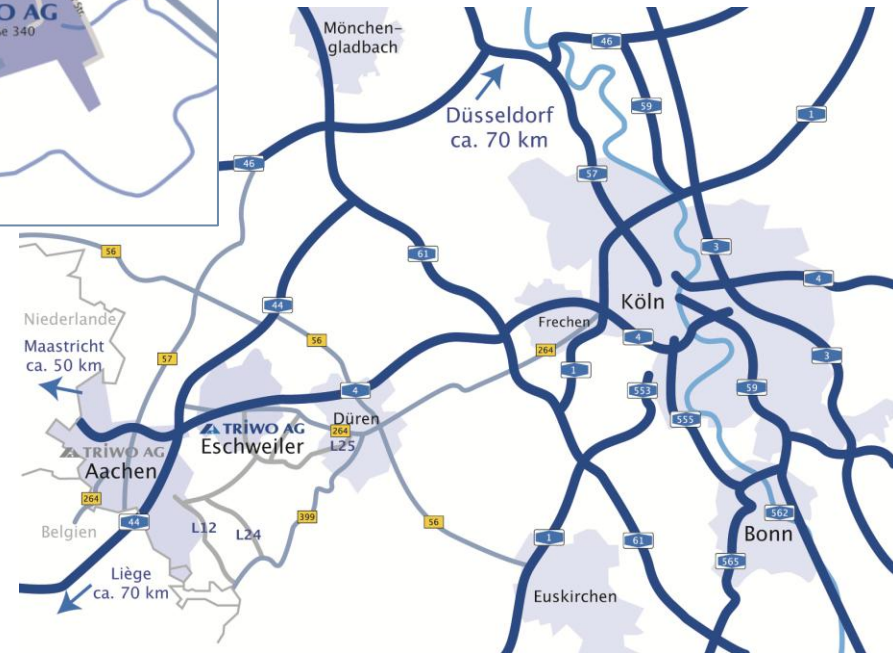 O AG
340
Str
Mönchen-
gladbach
Düsseldorf
ca. 70 km
46
59
1
46
57
56
61
3
4
Niederlande
44
Köln
Maastricht
ca. 50 km
57
56
Frechen
264
4
1
3
4
553
59
555
TRIWO AG
Eschweiler
Düren
264
L25
TRIWO AG
Aachen
264
44
Belgien
L12
L24
399
56
1
61
562
Bonn
565
Liège
ca. 70 km
Euskirchen